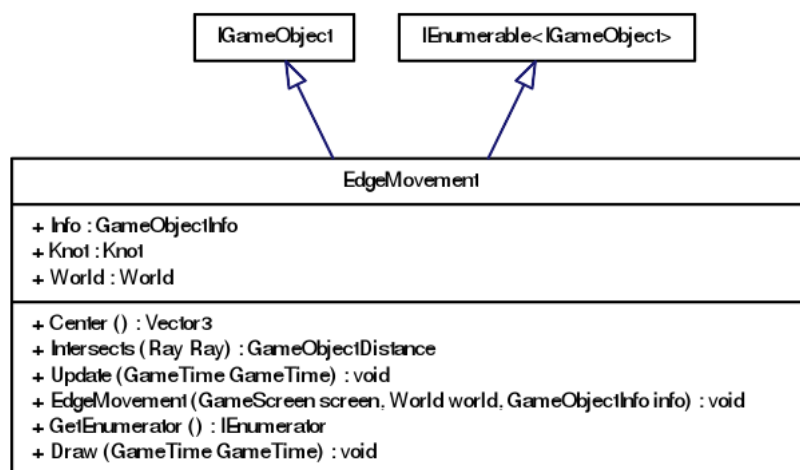 IGameObject
IEnumerable<IGameObject>
EdgeMovement
+ Info : GameObjectInfo
+ Knot : Knot
+ World : World
+ Center () : Vector3
+ Intersects (Ray Ray) : GameObjectDistance
+ Update (GameTime GameTime) : void
+ EdgeMovement (GameScreen screen, World world, GameObjectInfo info) : void
+ GetEnumerator () : IEnumerator
+ Draw (GameTime GameTime) : void